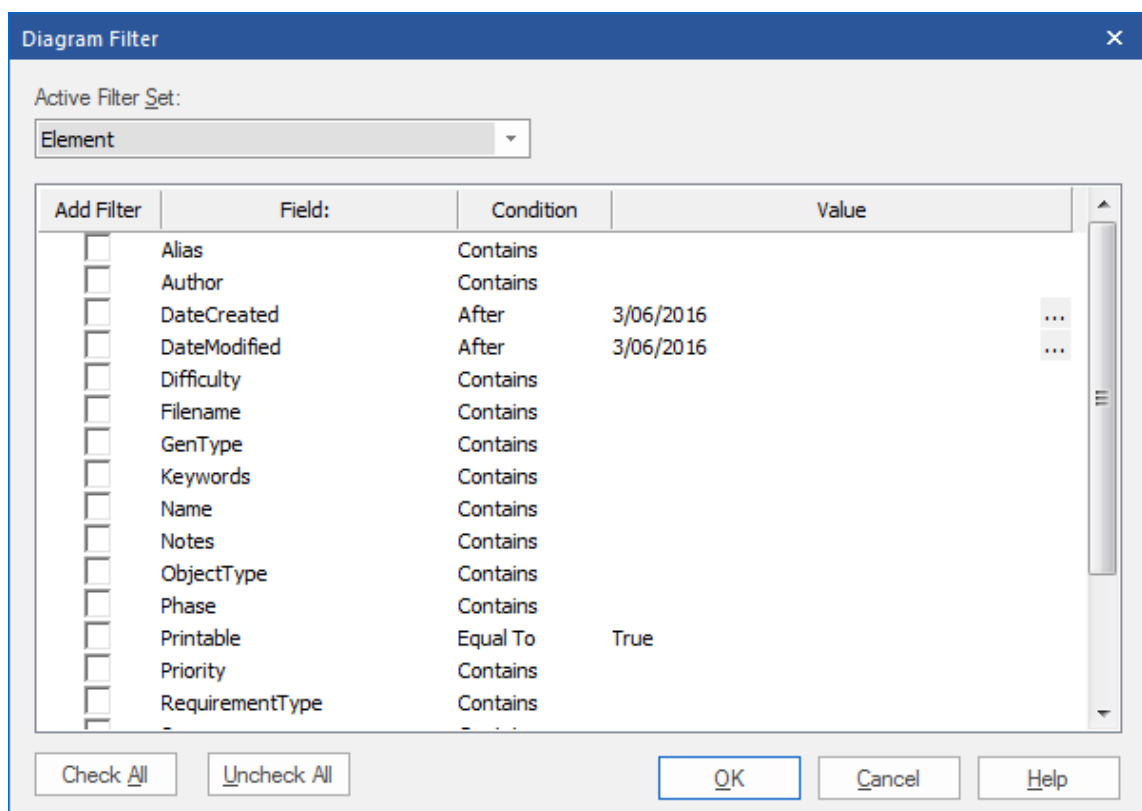 Diagram Filter
Active Filter Set:
Element
Add Filter Field: Condition Value
Alias Contains
Author Contains
DateCreated After 3/06/2016 ...
DateModified After 3/06/2016 ...
Difficulty Contains
Filename Contains
GenType Contains
Keywords Contains
Name Contains
Notes Contains
ObjectType Contains
Phase Contains
Printable Equal To True
Priority Contains
RequirementType Contains
Check All Uncheck All OK Cancel Help